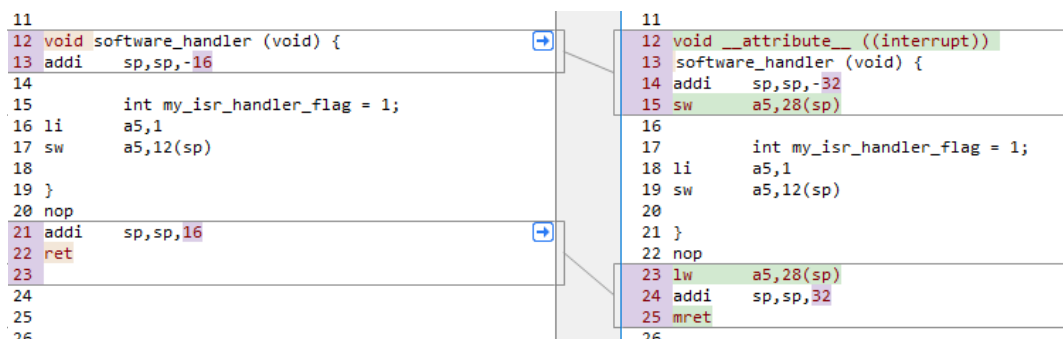 11
12 void software_handler (void) {
13 addi sp,sp,-16
14
15 int my_isr_handler_flag = 1;
16 li a5,1
17 sw a5,12(sp)
18
19 }
20 nop
21 addi sp,sp,16
22 ret
23
24
25
26
11
12 void __attribute__ ((interrupt))
13 software_handler (void) {
14 addi sp,sp,-32
15 sw a5,28(sp)
16
17 int my_isr_handler_flag = 1;
18 li a5,1
19 sw a5,12(sp)
20
21 }
22 nop
23 lw a5,28(sp)
24 addi sp,sp,32
25 mret
26